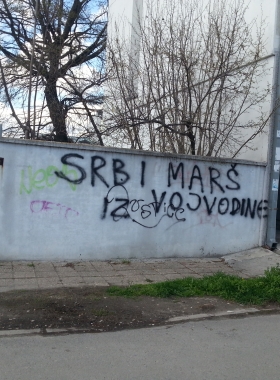 SRBI MARŠ
IZ VOJVODINE